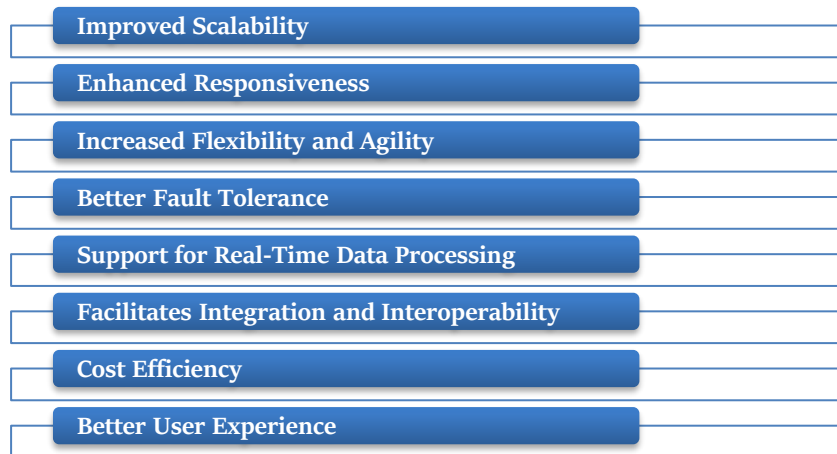 Improved Scalability
Enhanced Responsiveness
Increased Flexibility and Agility
Better Fault Tolerance
Support for Real-Time Data Processing
Facilitates Integration and Interoperability
Cost Efficiency
Better User Experience